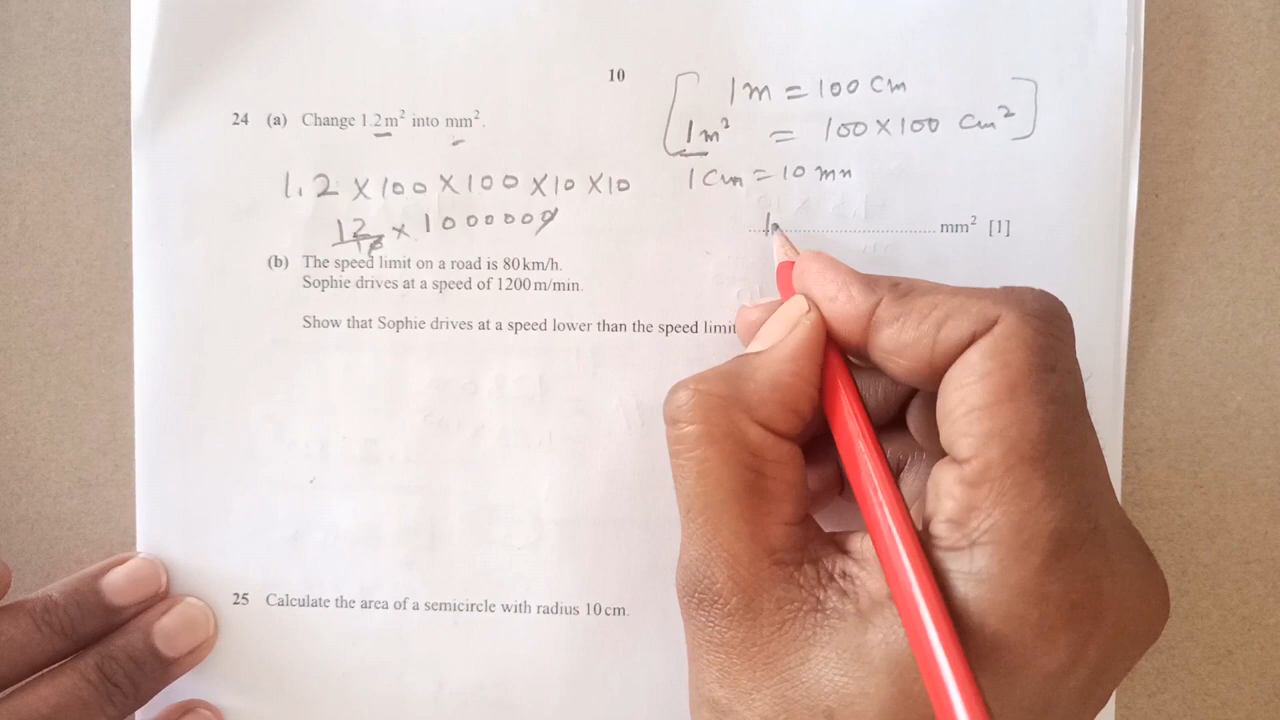 10
1m = 100 cm
24 (a) Change 1.2 m² into mm².
1m² = 100×100 cm²
1 Cm = 10 mm
1.2 × 100 × 100 × 10 × 10
12/10 × 1000000
mm² [1]
(b) The speed limit on a road is 80 km/h.
Sophie drives at a speed of 1200 m/min.
Show that Sophie drives at a speed lower than the speed limit
25 Calculate the area of a semicircle with radius 10 cm.